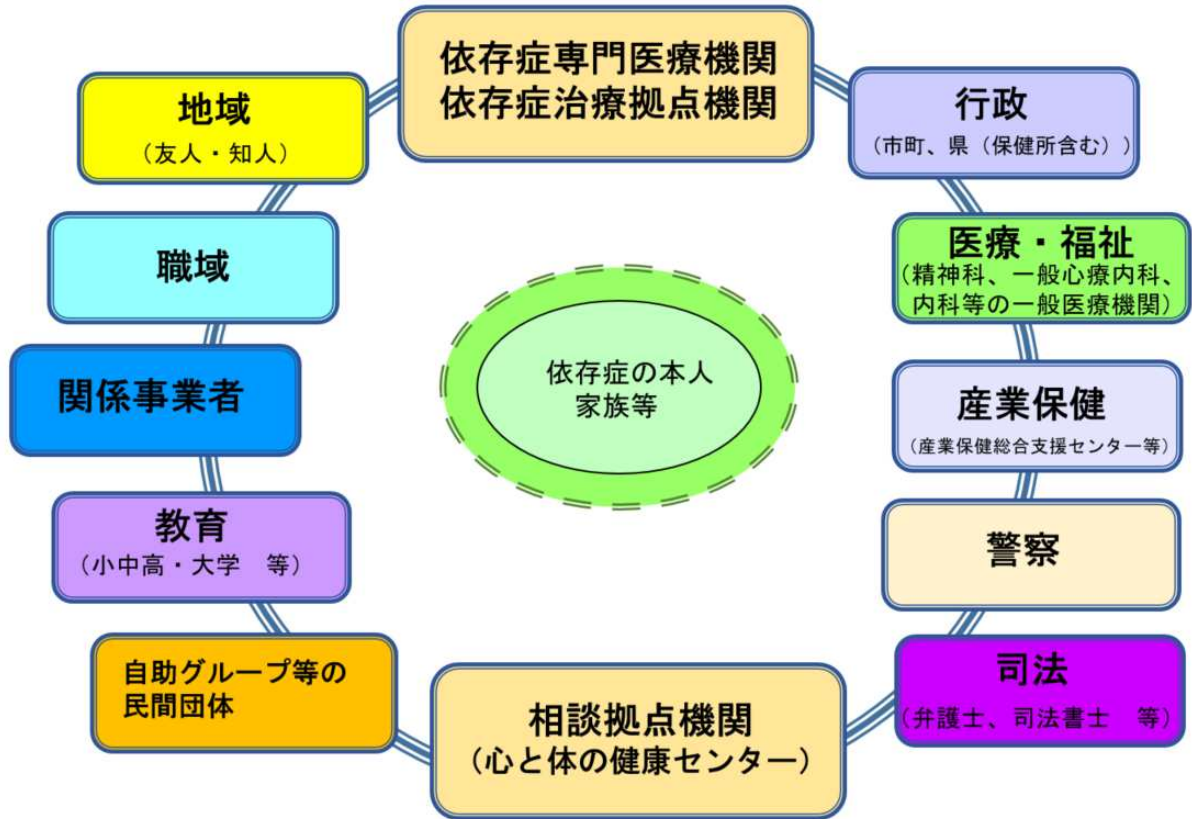 依存症専門医療機関
依存症治療拠点機関
地域
（友人・知人）
行政
（市町、県（保健所含む））
職域
医療・福祉
（精神科、一般心療内科、
内科等の一般医療機関）
関係事業者
依存症の本人
家族等
産業保健
（産業保健総合支援センター等）
教育
（小中高・大学　等）
警察
自助グループ等の
民間団体
相談拠点機関
（心と体の健康センター）
司法
（弁護士、司法書士　等）